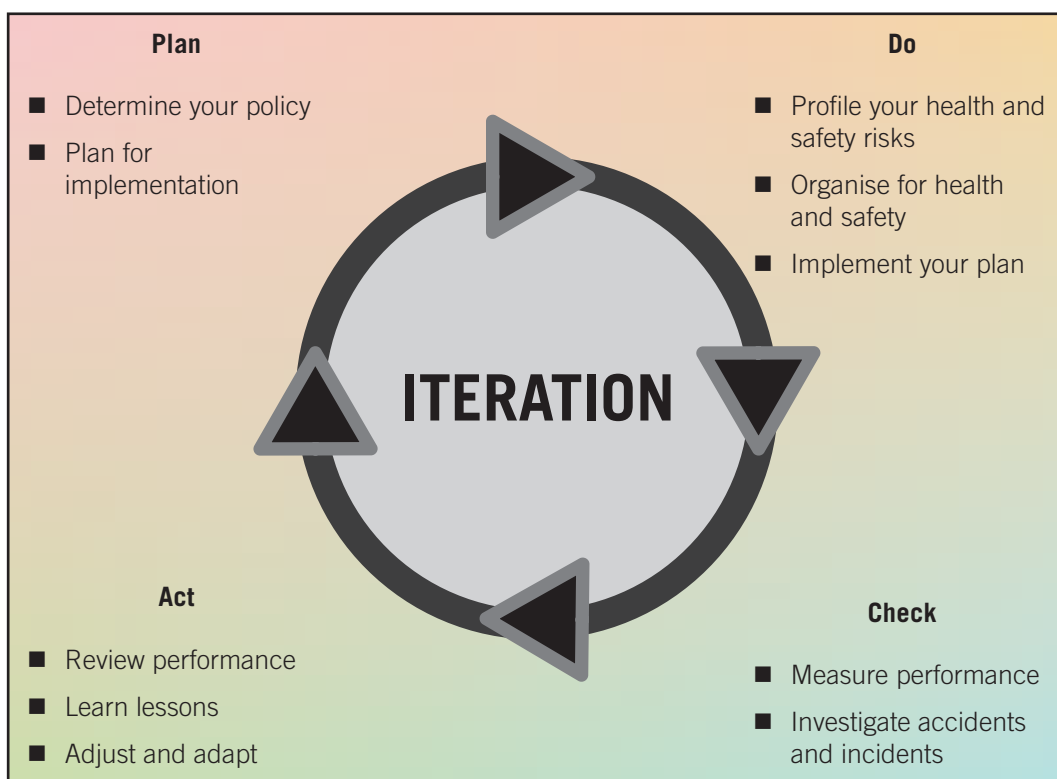 Plan
■ Determine your policy
■ Plan for
implementation
Do
■ Profile your health and
safety risks
■ Organise for health
and safety
■ Implement your plan
ITERATION
Act
■ Review performance
■ Learn lessons
■ Adjust and adapt
Check
■ Measure performance
■ Investigate accidents
and incidents